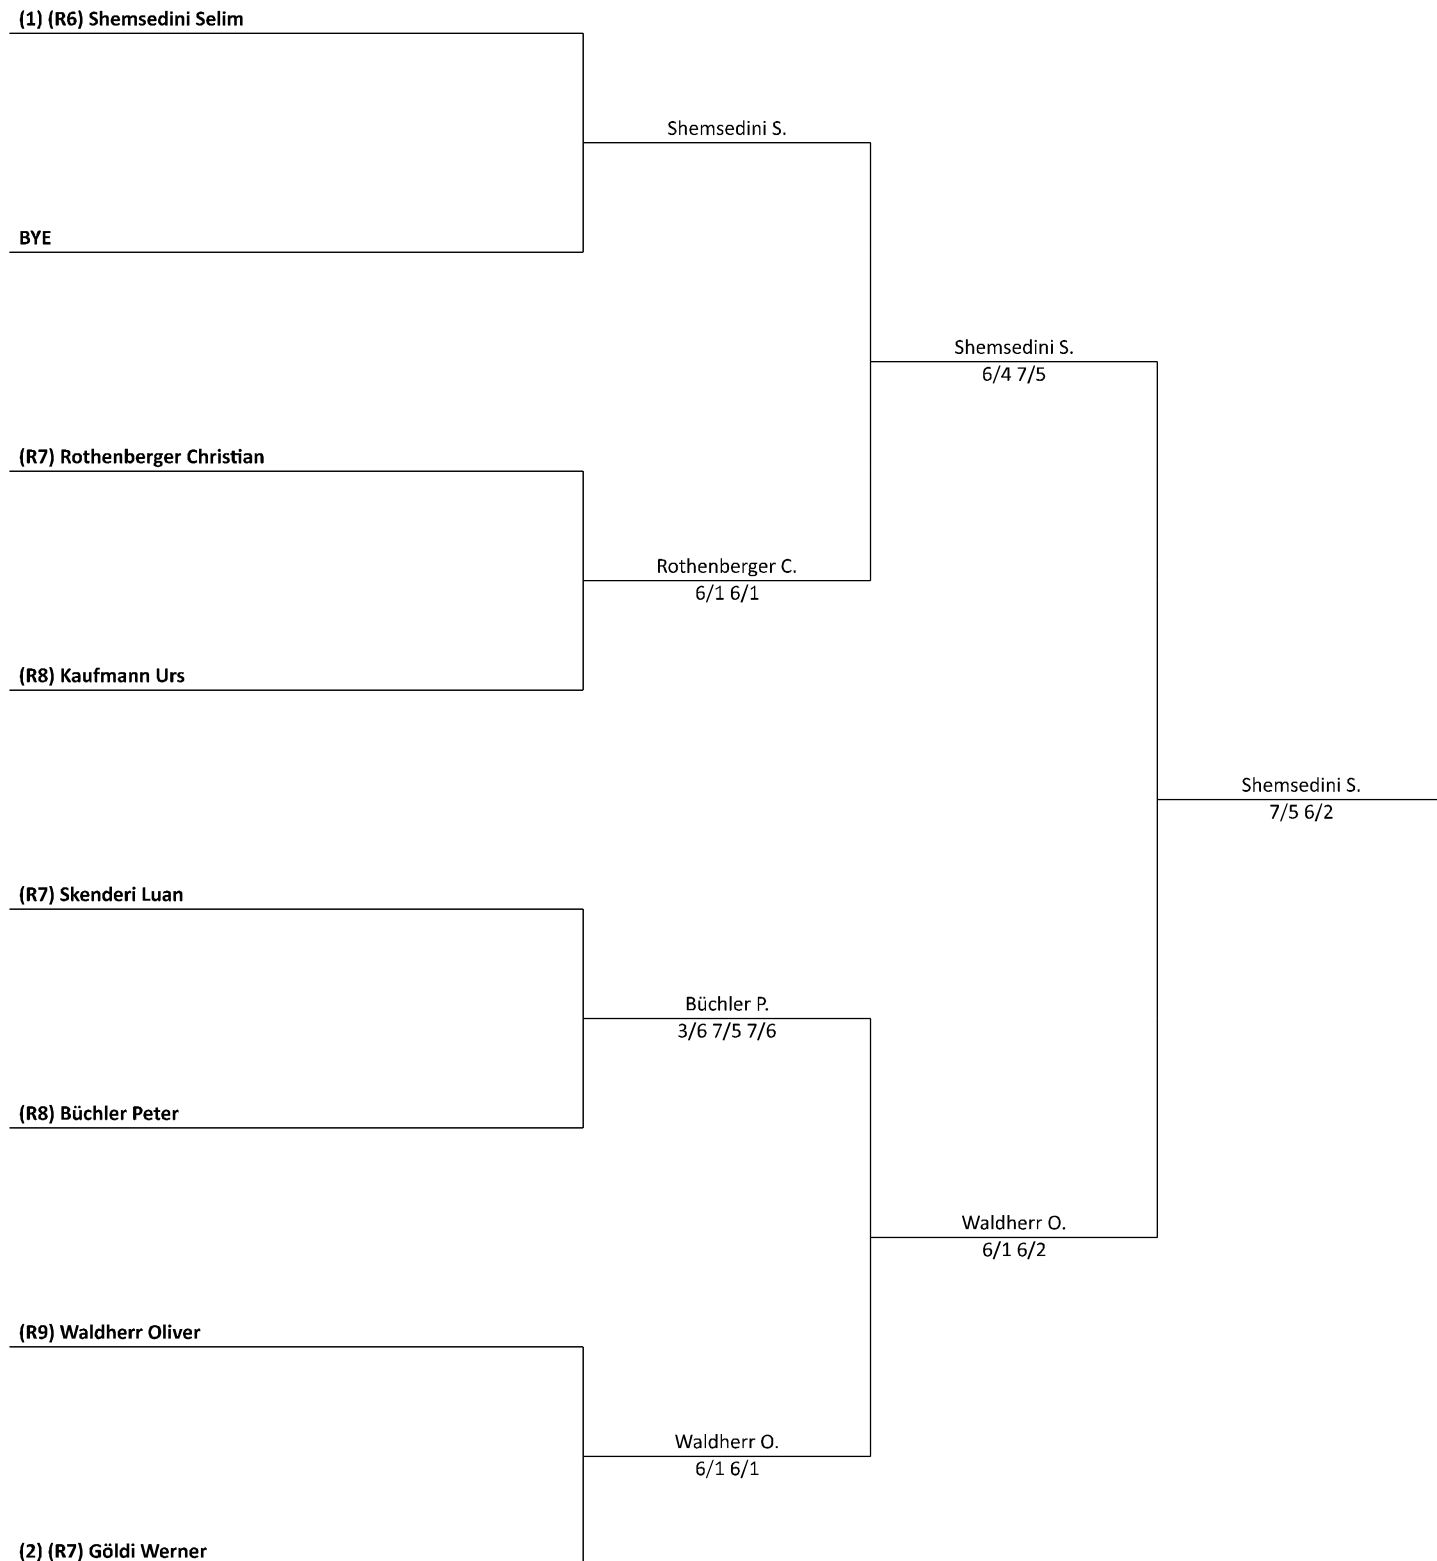 (1) (R6) Shemsedini Selim
Shemsedini S.
BYE
Shemsedini S.
6/4 7/5
(R7) Rothenberger Christian
Rothenberger C.
6/1 6/1
(R8) Kaufmann Urs
Shemsedini S.
7/5 6/2
(R7) Skenderi Luan
Büchler P.
3/6 7/5 7/6
(R8) Büchler Peter
Waldherr O.
6/1 6/2
(R9) Waldherr Oliver
Waldherr O.
6/1 6/1
(2) (R7) Göldi Werner